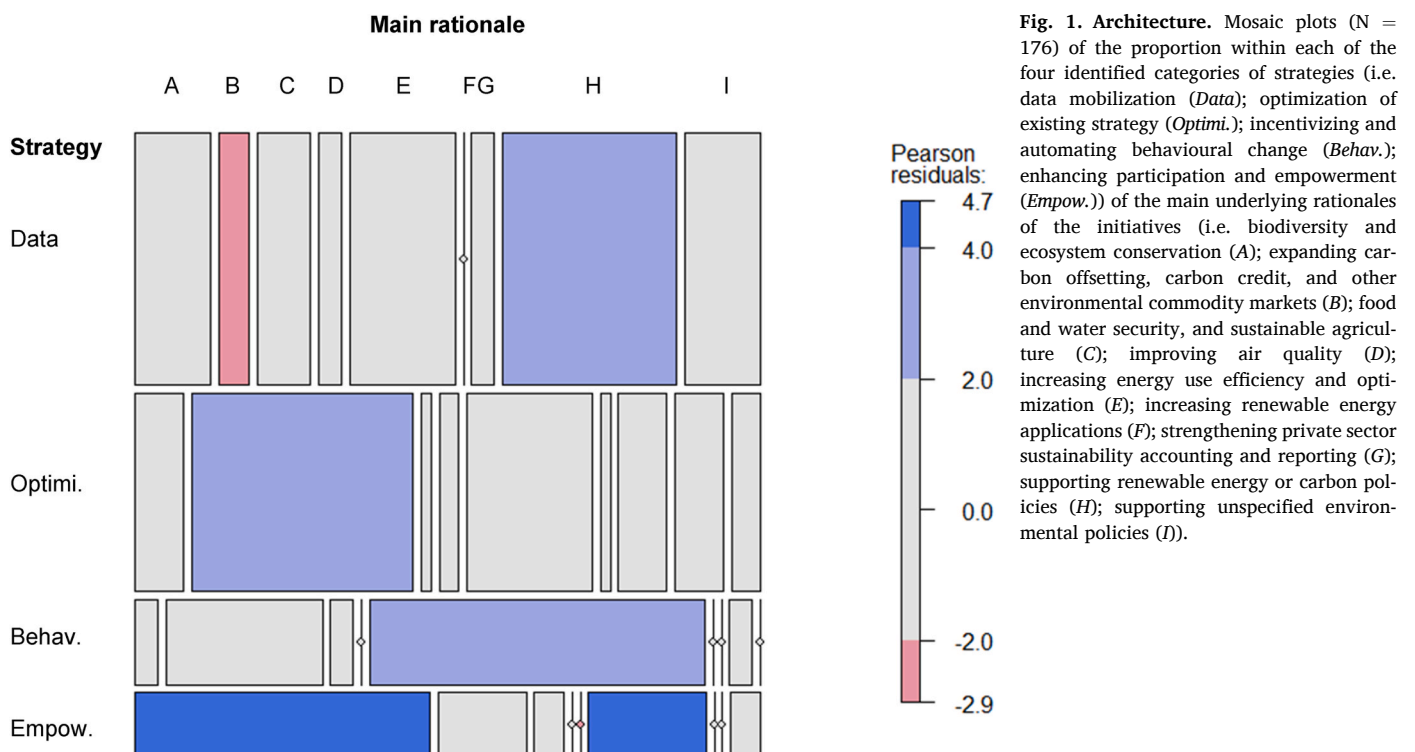 Main rationale
A B C D E FG H I
Strategy
Data
Optimi.
Behav.
Empow.
Pearson
residuals:
4.7
4.0
2.0
0.0
-2.0
-2.9
Fig. 1. Architecture. Mosaic plots (N =
176) of the proportion within each of the
four identified categories of strategies (i.e.
data mobilization (Data); optimization of
existing strategy (Optimi.); incentivizing and
automating behavioural change (Behav.);
enhancing participation and empowerment
(Empow.)) of the main underlying rationales
of the initiatives (i.e. biodiversity and
ecosystem conservation (A); expanding car-
bon offsetting, carbon credit, and other
environmental commodity markets (B); food
and water security, and sustainable agricul-
ture (C); improving air quality (D);
increasing energy use efficiency and opti-
mization (E); increasing renewable energy
applications (F); strengthening private sector
sustainability accounting and reporting (G);
supporting renewable energy or carbon pol-
icies (H); supporting unspecified environ-
mental policies (I)).